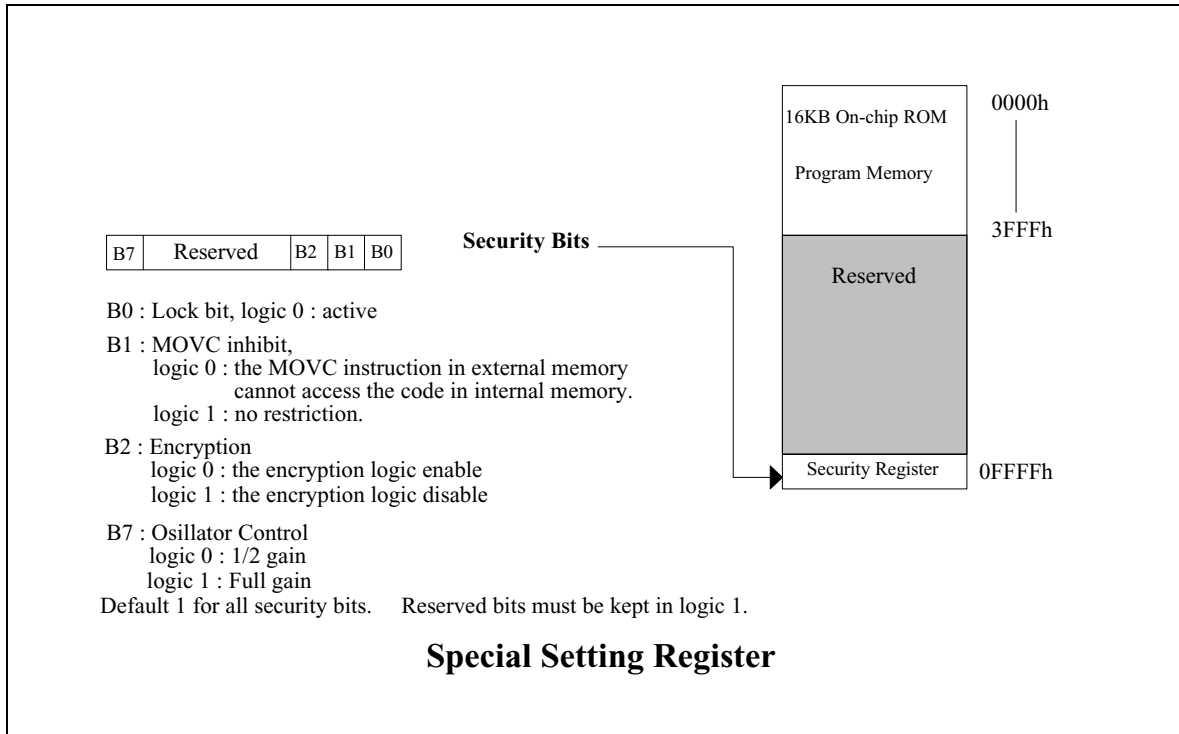 0000h
16KB On-chip ROM
Program Memory
3FFFh
B7 Reserved B2 B1 B0
Security Bits
Reserved
B0 : Lock bit, logic 0 : active
B1 : MOVC inhibit,
logic 0 : the MOVC instruction in external memory
cannot access the code in internal memory.
logic 1 : no restriction.
B2 : Encryption
logic 0 : the encryption logic enable
logic 1 : the encryption logic disable
Security Register
0FFFFh
B7 : Osillator Control
logic 0 : 1/2 gain
logic 1 : Full gain
Default 1 for all security bits. Reserved bits must be kept in logic 1.
Special Setting Register